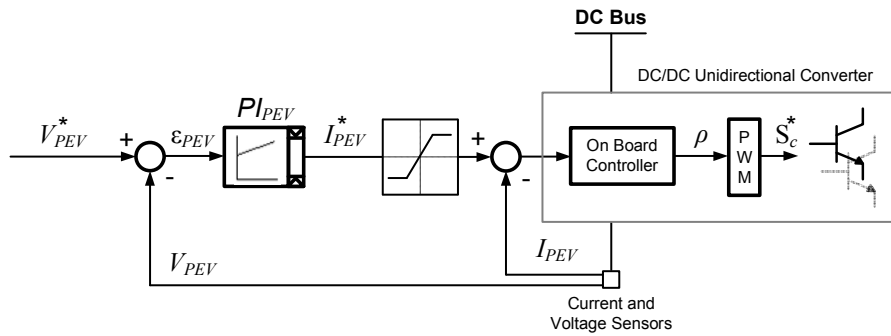 DC Bus
DC/DC Unidirectional Converter
V*PEV
+
-
εPEV
PIPEV
I*PEV
+
-
On Board
Controller
ρ
P
W
M
S*c
VPEV
IPEV
Current and
Voltage Sensors